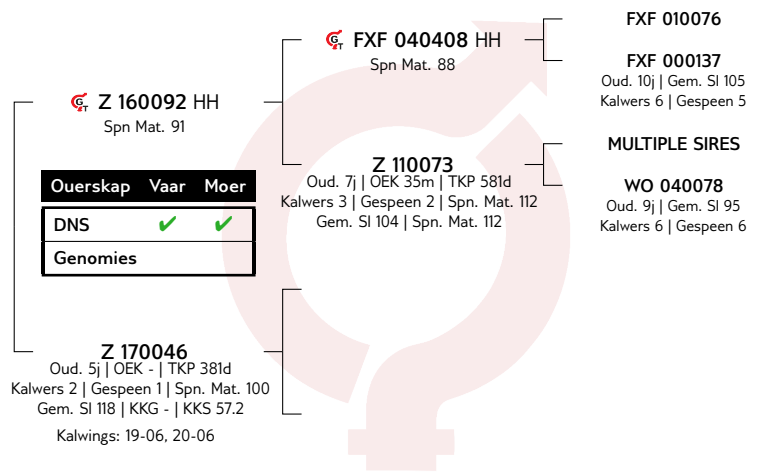 FXF 010076
G T FXF 040408 HH
Spn Mat. 88
FXF 000137
Oud. 10j | Gem. SI 105
Kalwers 6 | Gespeen 5
G T Z 160092 HH
Spn Mat. 91
MULTIPLE SIRES
Z 110073
Oud. 7j | OEK 35m | TKP 581d
Kalwers 3 | Gespeen 2 | Spn. Mat. 112
Gem. SI 104 | Spn. Mat. 112
WO 040078
Oud. 9j | Gem. SI 95
Kalwers 6 | Gespeen 6
Ouerskap Vaar Moer
DNS ✔ ✔
Genomies
Z 170046
Oud. 5j | OEK - | TKP 381d
Kalwers 2 | Gespeen 1 | Spn. Mat. 100
Gem. SI 118 | KKG - | KKS 57.2
Kalwings: 19-06, 20-06